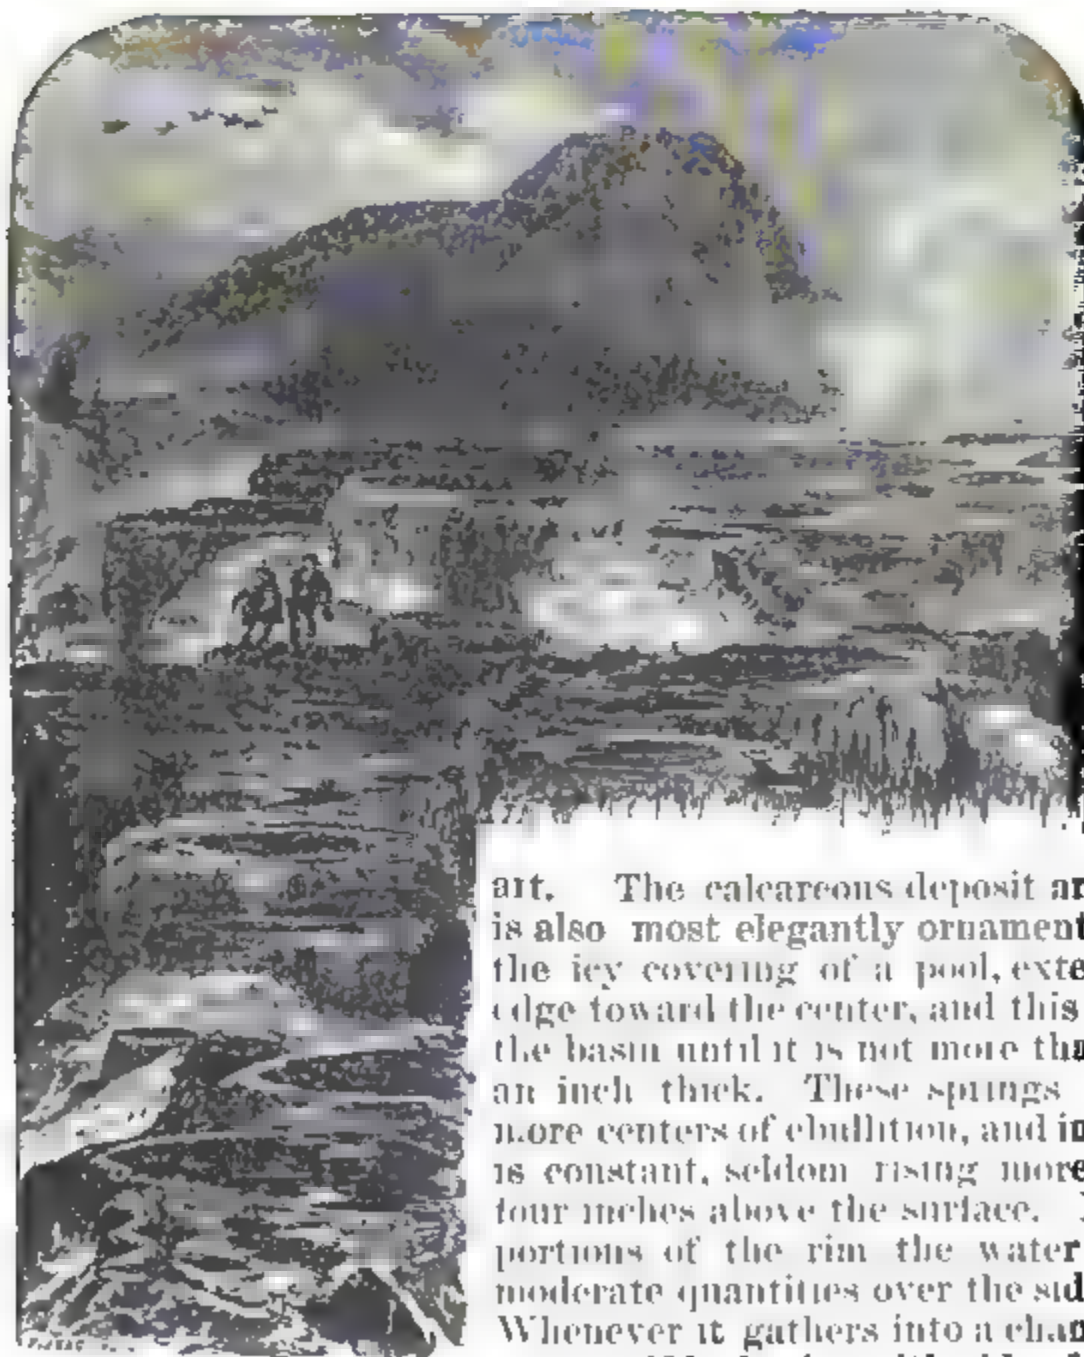 art. The calcareous deposit ar
is also most elegantly ornament
the icy covering of a pool, exte
edge toward the center, and this
the basin until it is not more tha
an inch thick. These springs
more centers of ebullition, and in
is constant, seldom rising more
four inches above the surface.
portions of the rim the water
moderate quantities over the sid
Whenever it gathers into a chan